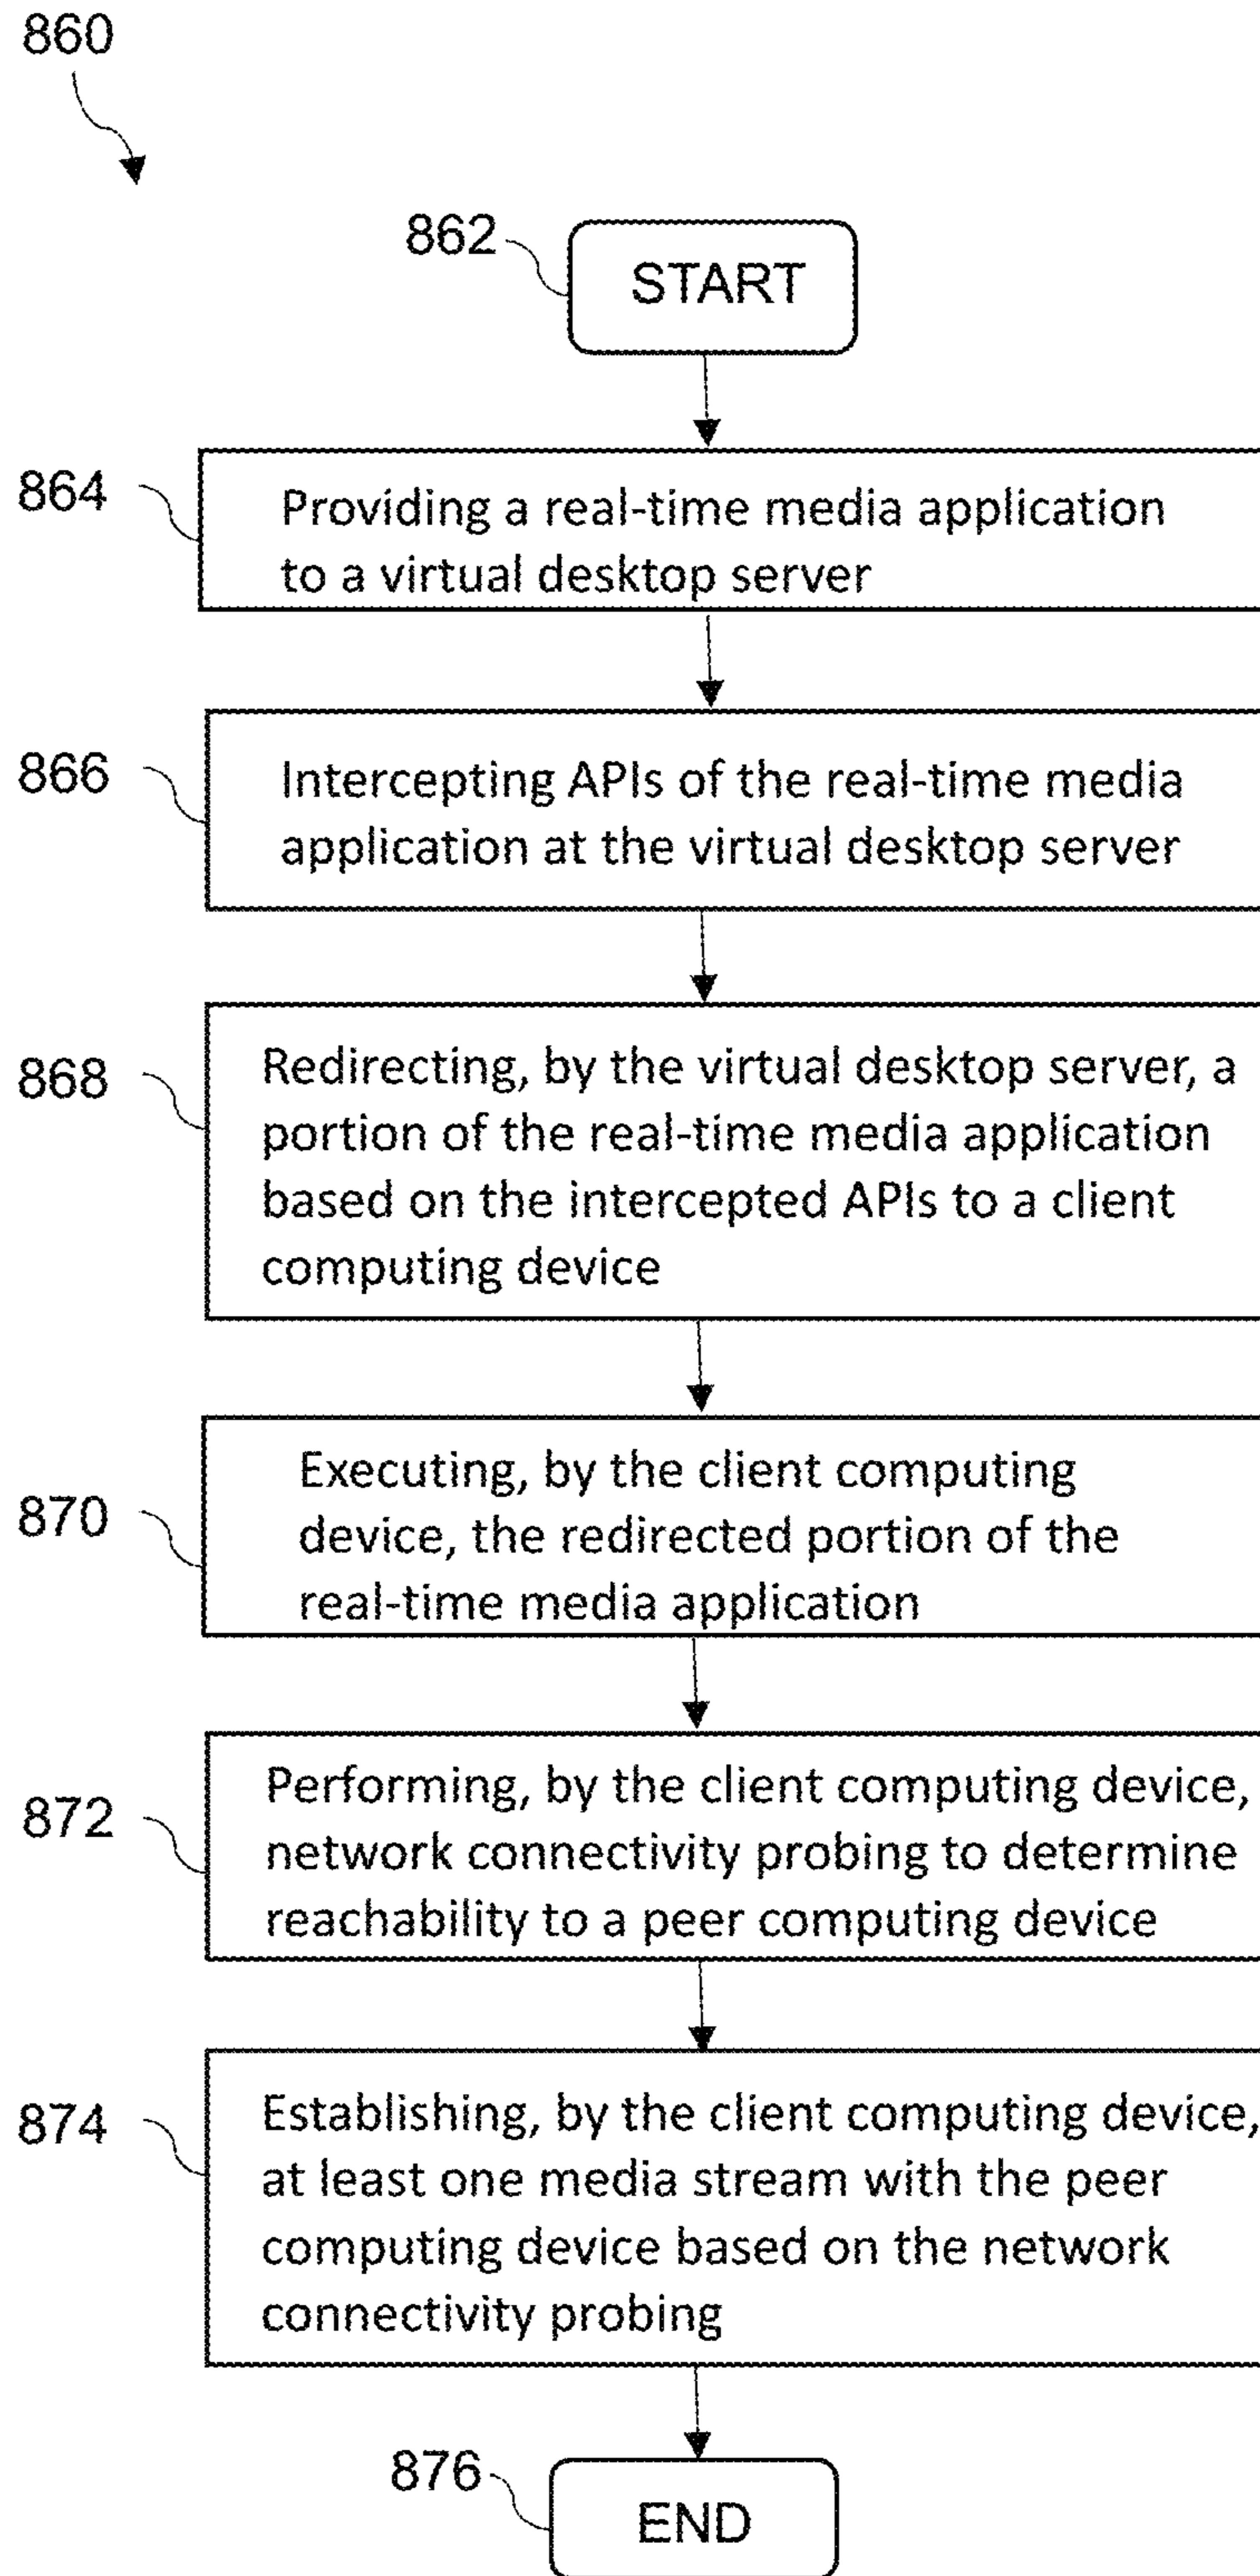 860
862
START
864
Providing a real-time media application
to a virtual desktop server
866
Intercepting APIs of the real-time media
application at the virtual desktop server
868
Redirecting, by the virtual desktop server, a
portion of the real-time media application
based on the intercepted APIs to a client
computing device
870
Executing, by the client computing
device, the redirected portion of the
real-time media application
872
Performing, by the client computing device,
network connectivity probing to determine
reachability to a peer computing device
874
Establishing, by the client computing device,
at least one media stream with the peer
computing device based on the network
connectivity probing
876
END